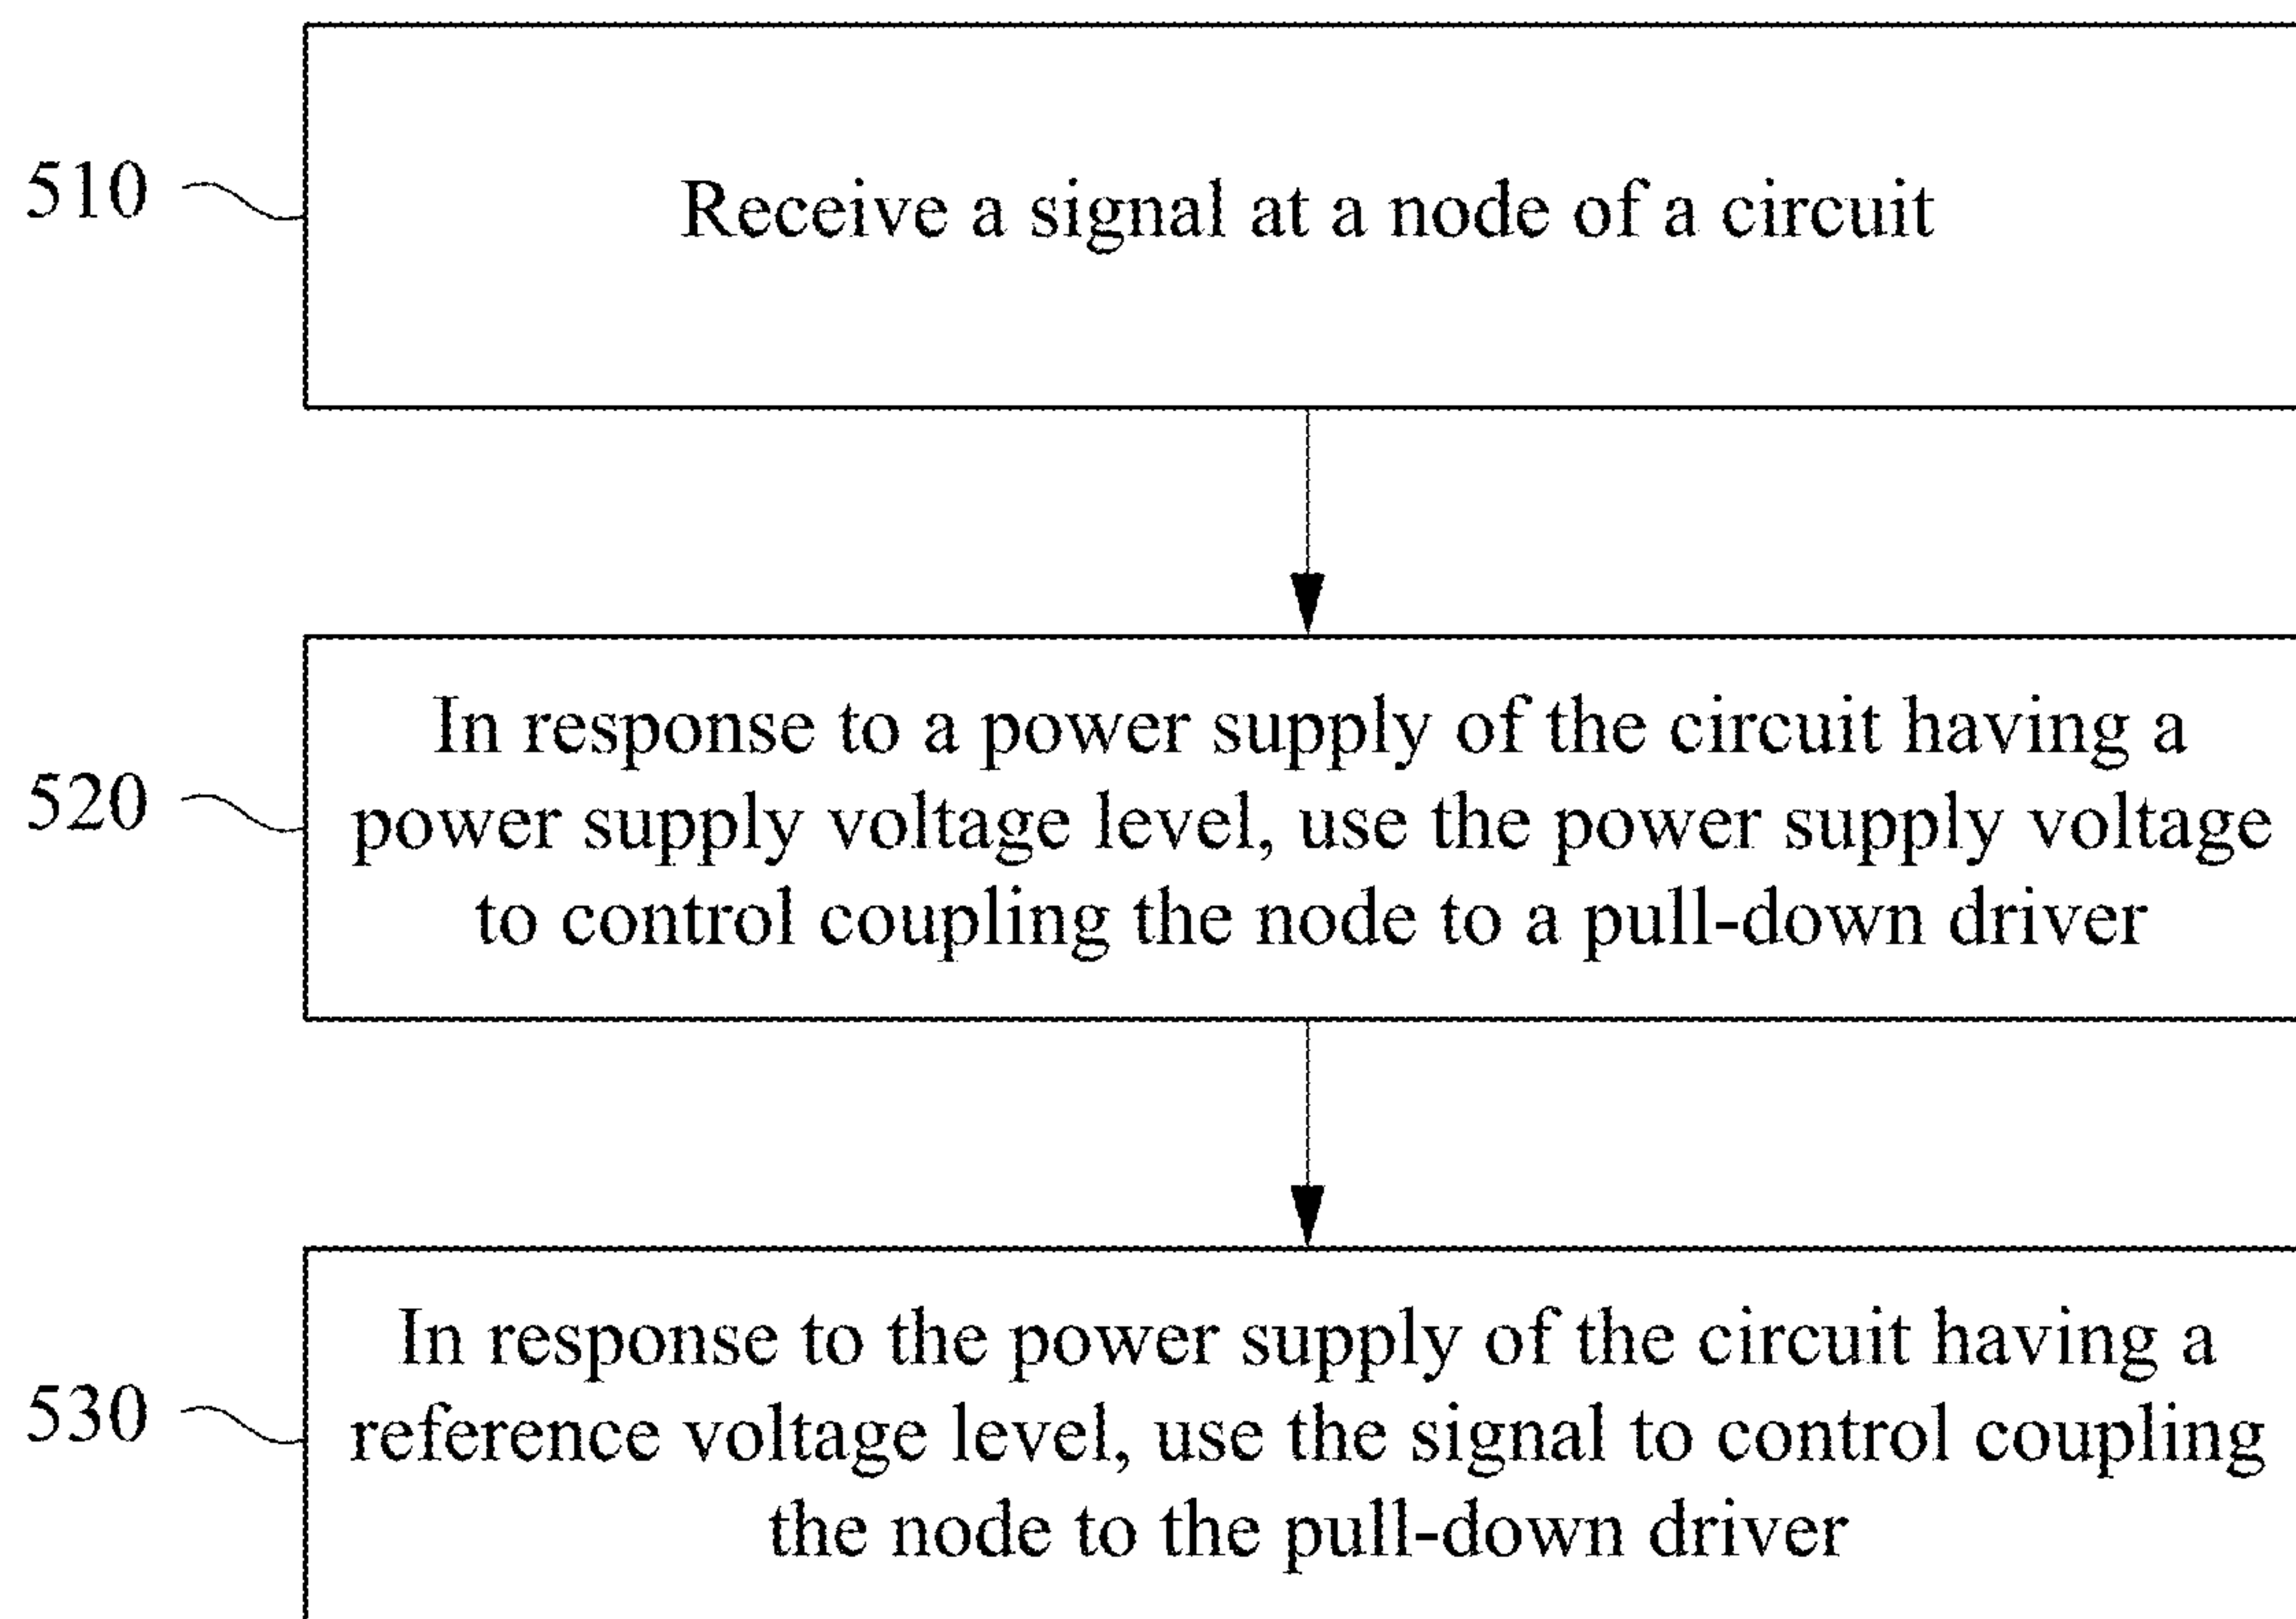 510
Receive a signal at a node of a circuit
520
In response to a power supply of the circuit having a
power supply voltage level, use the power supply voltage
to control coupling the node to a pull-down driver
530
In response to the power supply of the circuit having a
reference voltage level, use the signal to control coupling
the node to the pull-down driver